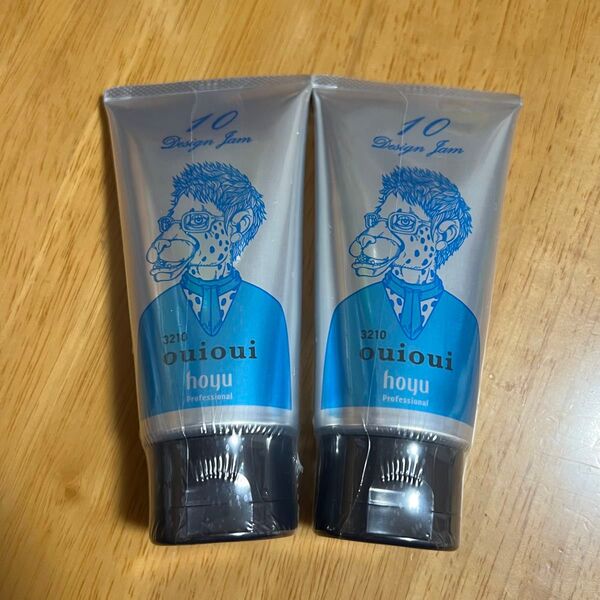 10
Design Jam
3210
ouioui
hoyu
Professional
10
Design Jam
3210
ouioui
hoyu
Professional